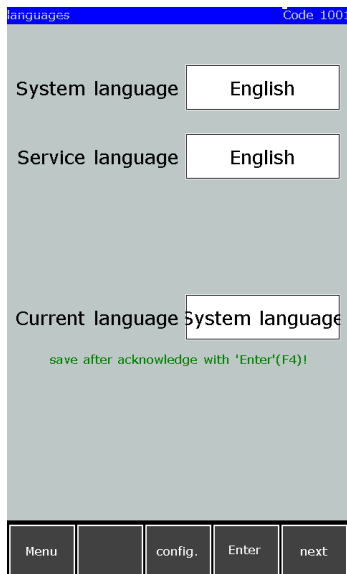 languages Code 1001
System language English
Service language English
Current language System language
save after acknowledge with 'Enter'(F4)!
Menu config. Enter next